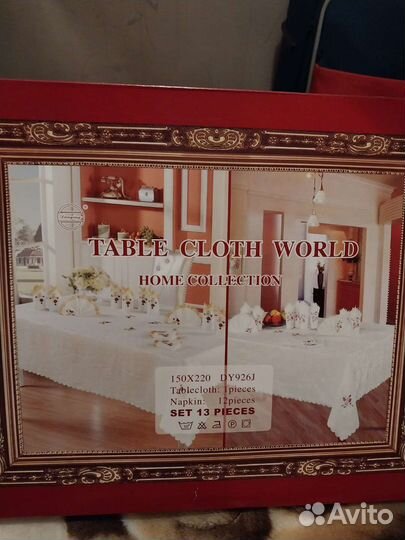 TABLE CLOTH WORLD
HOME COLLECTION
150X220 DY926J
Tablecloth: 1pieces
Napkin: 12pieces
SET 13 PIECES
Avito